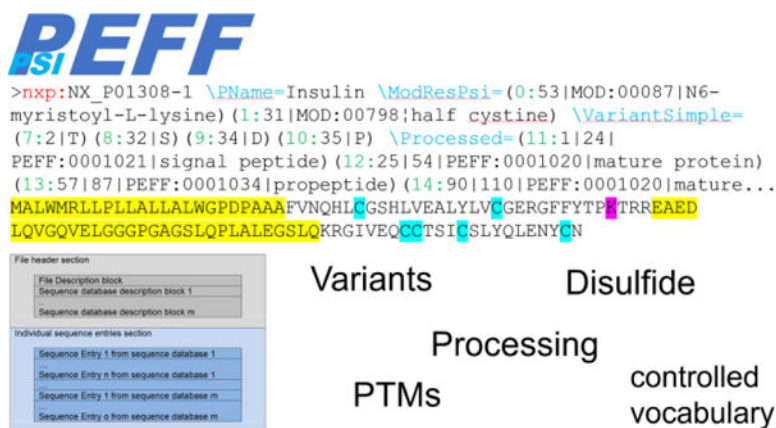 PEFF
PSI
>nxp:NX_P01308-1 \PName=Insulin \ModResPsi=(0:53|MOD:00087|N6-
myristoyl-L-lysine)(1:31|MOD:00798¦half cystine) \VariantSimple=
(7:2|T)(8:32|S)(9:34|D)(10:35|P) \Processed=(11:1|24|
PEFF:0001021|signal peptide)(12:25|54|PEFF:0001020|mature protein)
(13:57|87|PEFF:0001034|propeptide)(14:90|110|PEFF:0001020|mature...
MALWMRLLPLLALLALWGPDPAAAFVNQHLCGSHLVEALYLVCGERGFFYTPKTRREAED
LQVGQVELGGGPGAGSLQPLALEGSLQKRGIVEQCCTSICSLYQLENYCN
File header section
File Description block
Sequence database description block 1
...
Sequence database description block m
Individual sequence entries section
Sequence Entry 1 from sequence database 1
...
Sequence Entry n from sequence database 1
...
Sequence Entry 1 from sequence database m
...
Sequence Entry o from sequence database m
Variants
Disulfide
Processing
PTMs
controlled
vocabulary